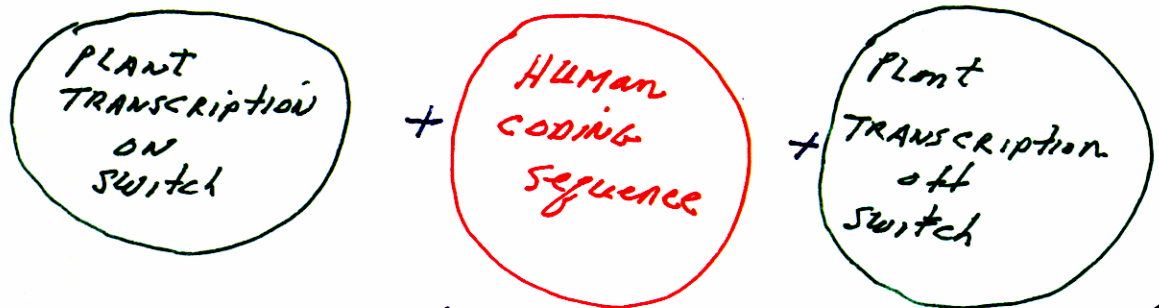 PLANT
TRANSCRIPTION
ON
SWITCH
+
HUMAN
CODING
Sequence
+
PLant
TRANSCRIPTION
off
SWITCH